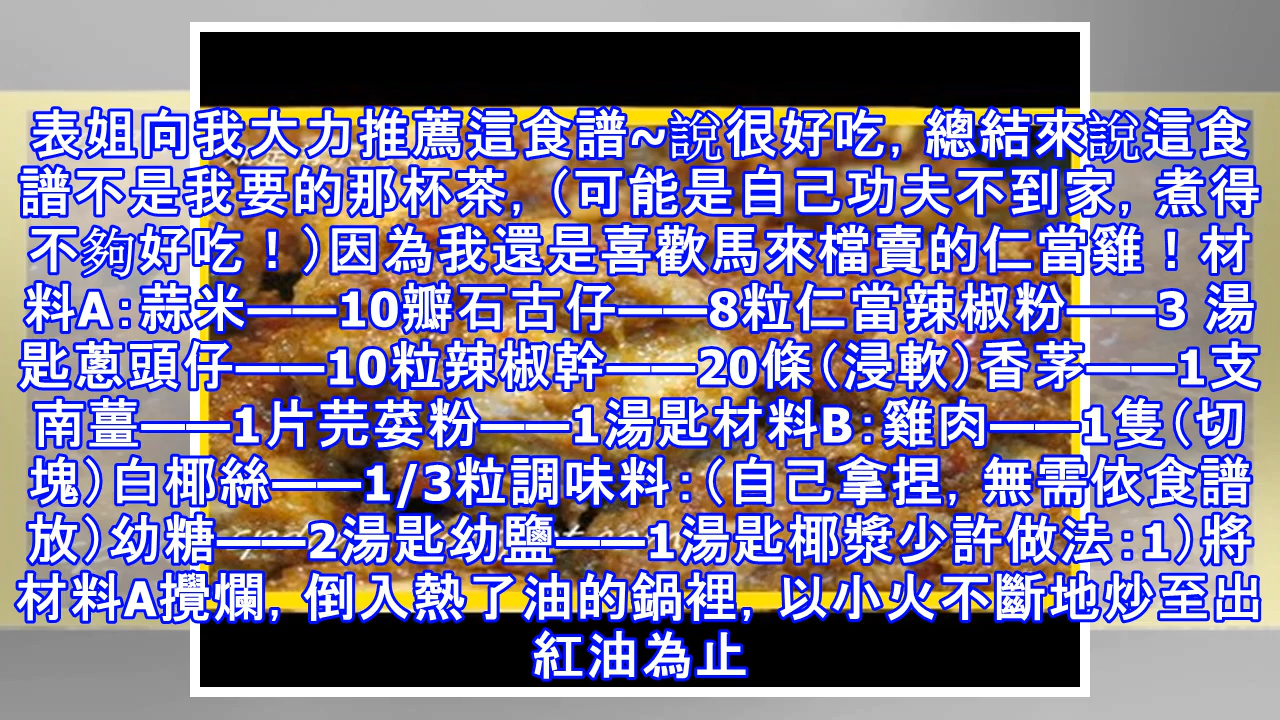 表姐向我大力推薦這食譜~說很好吃, 總結來說這食
譜不是我要的那杯茶,（可能是自己功夫不到家, 煮得
不夠好吃！）因為我還是喜歡馬來檔賣的仁當雞！材
料A:蒜米——10瓣石古仔——8粒仁當辣椒粉——3 湯
匙蔥頭仔——10粒辣椒幹——20條（浸軟）香茅——1支
南薑——1片芫荽粉——1湯匙材料B:雞肉——1隻（切
塊）白椰絲——1/3粒調味料:（自己拿捏, 無需依食譜
放）幼糖——2湯匙幼鹽——1湯匙椰漿少許做法:1）將
材料A攪爛, 倒入熱了油的鍋裡, 以小火不斷地炒至出
紅油為止